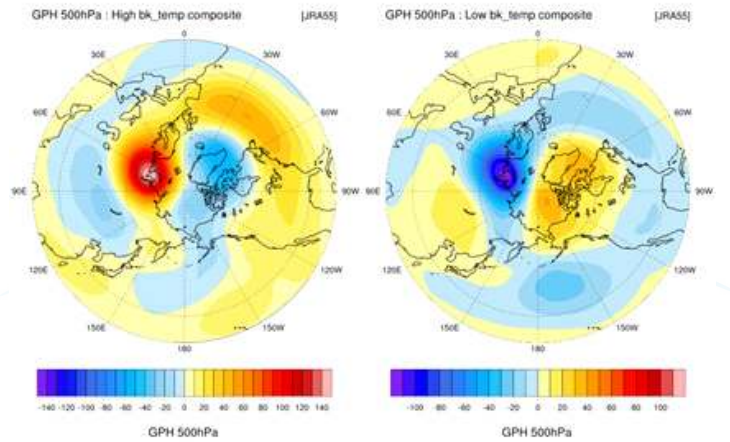 GPH 500hPa : High bk_temp composite [JRA55]
0
30E 30W
60E 60W
90E 90W
120E 120W
150E 150W
180
-140 -120 -100 -80 -60 -40 -20 0 20 40 60 80 100 120 140
GPH 500hPa
GPH 500hPa : Low bk_temp composite [JRA55]
0
30E 30W
60E 60W
90E 90W
120E 120W
150E 150W
180
-100 -80 -60 -40 -20 0 20 40 60 80 100
GPH 500hPa